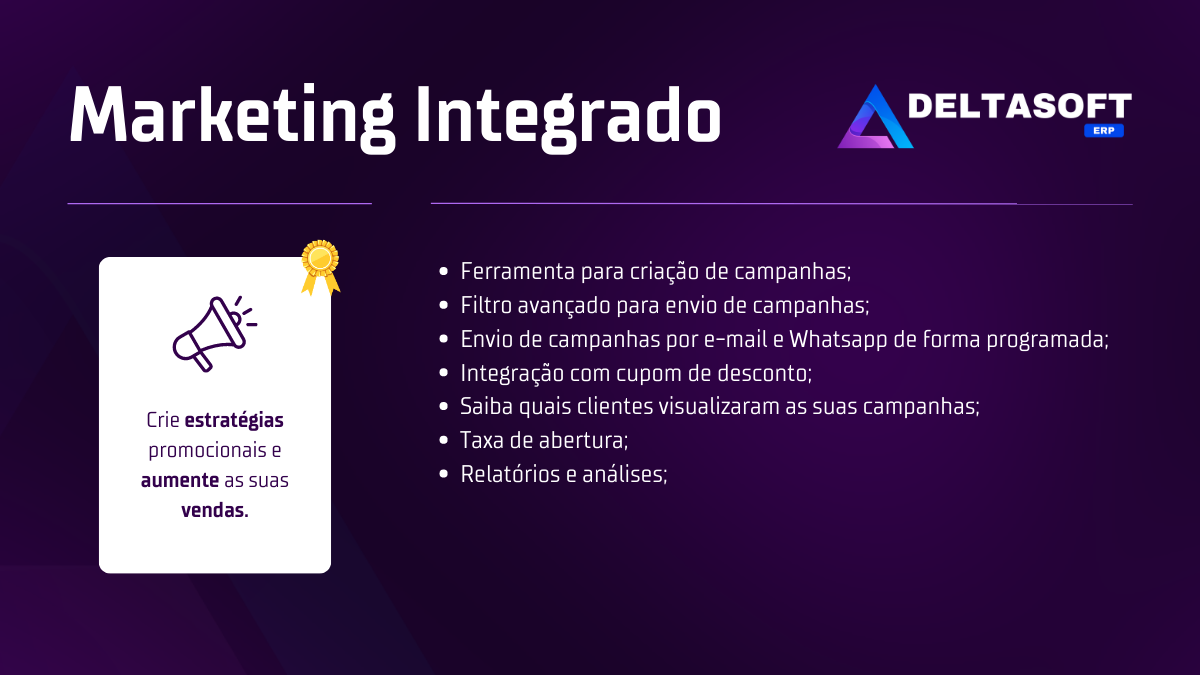 Marketing Integrado
DELTASOFT
ERP
Crie estratégias
promocionais e
aumente as suas
vendas.
• Ferramenta para criação de campanhas;
• Filtro avançado para envio de campanhas;
• Envio de campanhas por e-mail e Whatsapp de forma programada;
• Integração com cupom de desconto;
• Saiba quais clientes visualizaram as suas campanhas;
• Taxa de abertura;
• Relatórios e análises;